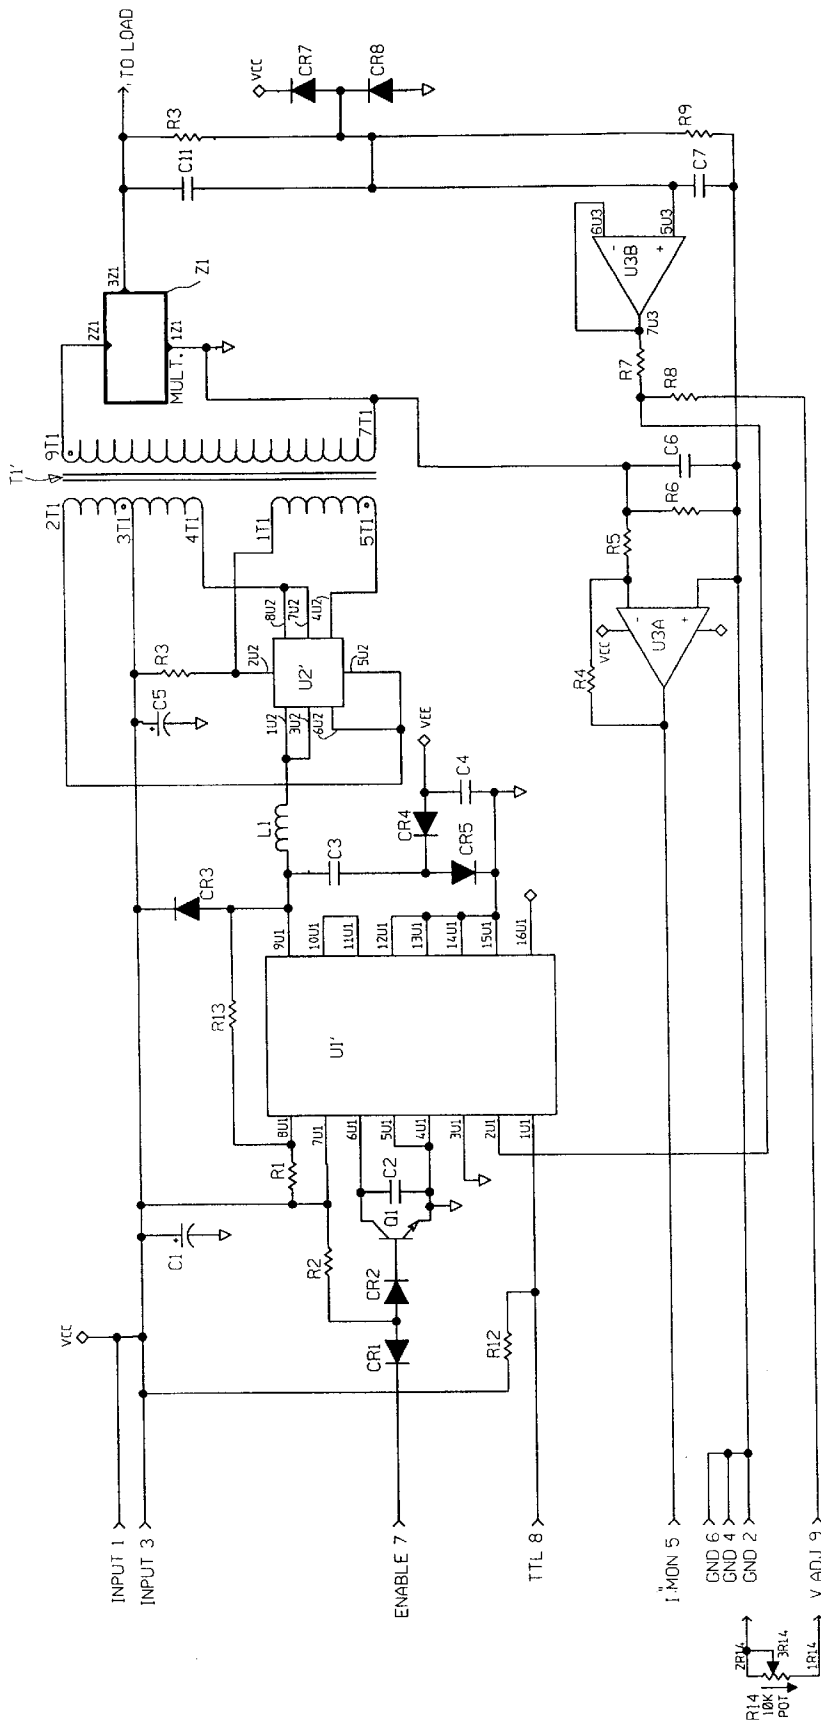 TO LOAD
VCC
CR7
CR8
R3
C11
R9
C7
3Z1
Z1
2Z1
1Z1
MULT.
6U3
5U3
-
+
U3B
7U3
R7
R8
9T1
7T1
T1'
2T1
3T1
4T1
1T1
5T1
C6
R6
R5
R3
C5
8U2
7U2
4U2
2U2
U2'
5U2
1U2
3U2
6U2
VCC
-
+
U3A
R4
VEE
L1
C3
CR4
C4
CR5
CR3
R13
9U1
10U1
11U1
12U1
13U1
14U1
15U1
16U1
U1'
8U1
7U1
6U1
5U1
4U1
3U1
2U1
1U1
R1
C2
Q1
C1
R2
CR2
CR1
R12
VCC
INPUT 1
INPUT 3
ENABLE 7
TTL 8
I."MON 5
GND 6
GND 4
GND 2
V ADJ 9
2R14
3R14
1R14
R14
10K
POT